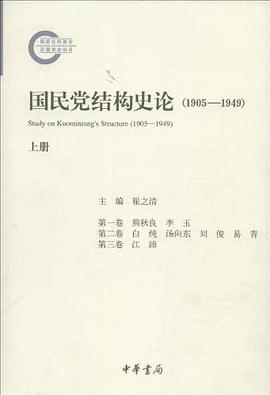 国家社科基金
后期资助项目
国民党结构史论（1905—1949）
Study on Kuomintang's Structure (1905—1949)
上册
主 编 崔之清
第一卷 熊秋良 李 玉
第二卷 白 纯 汤向东 刘 俊 易 青
第三卷 江 沛
中華書局